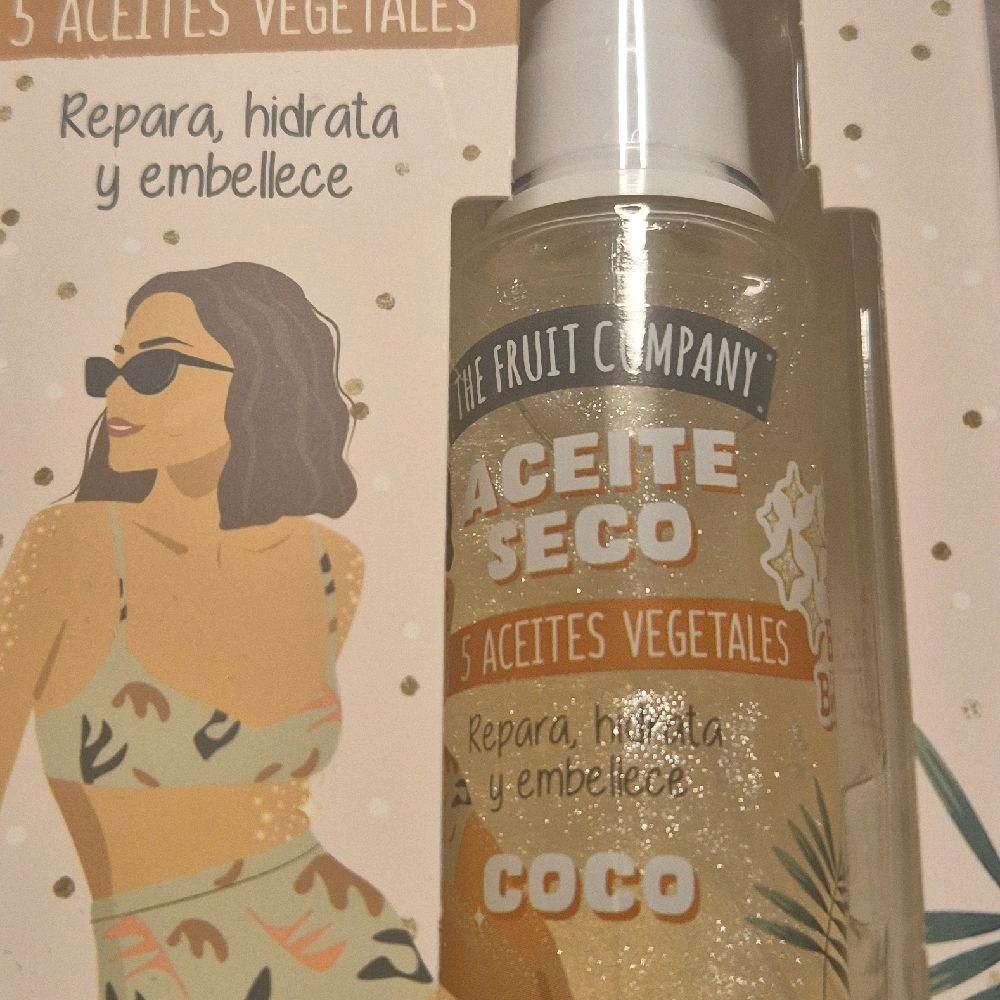 5 ACEITES VEGETALES
Repara, hidrata
y embellece
THE FRUIT COMPANY
ACEITE
SECO
5 ACEITES VEGETALES
Repara, hidrata
y embellece
COCO